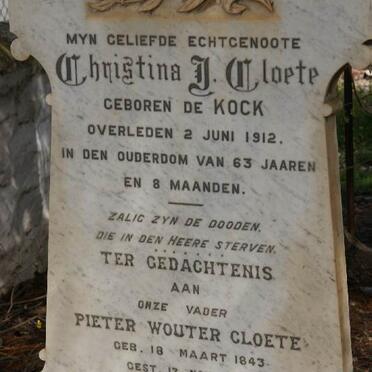 MYN GELIEFDE ECHTGENOOTE
Christina J. Cloete
GEBOREN DE KOCK
OVERLEDEN 2 JUNI 1912.
IN DEN OUDERDOM VAN 63 JAAREN
EN 8 MAANDEN.
ZALIG ZYN DE DOODEN,
DIE IN DEN HEERE STERVEN.
TER GEDACHTENIS
AAN
ONZE VADER
PIETER WOUTER CLOETE
GEB. 18 MAART 1843
GEST. 17